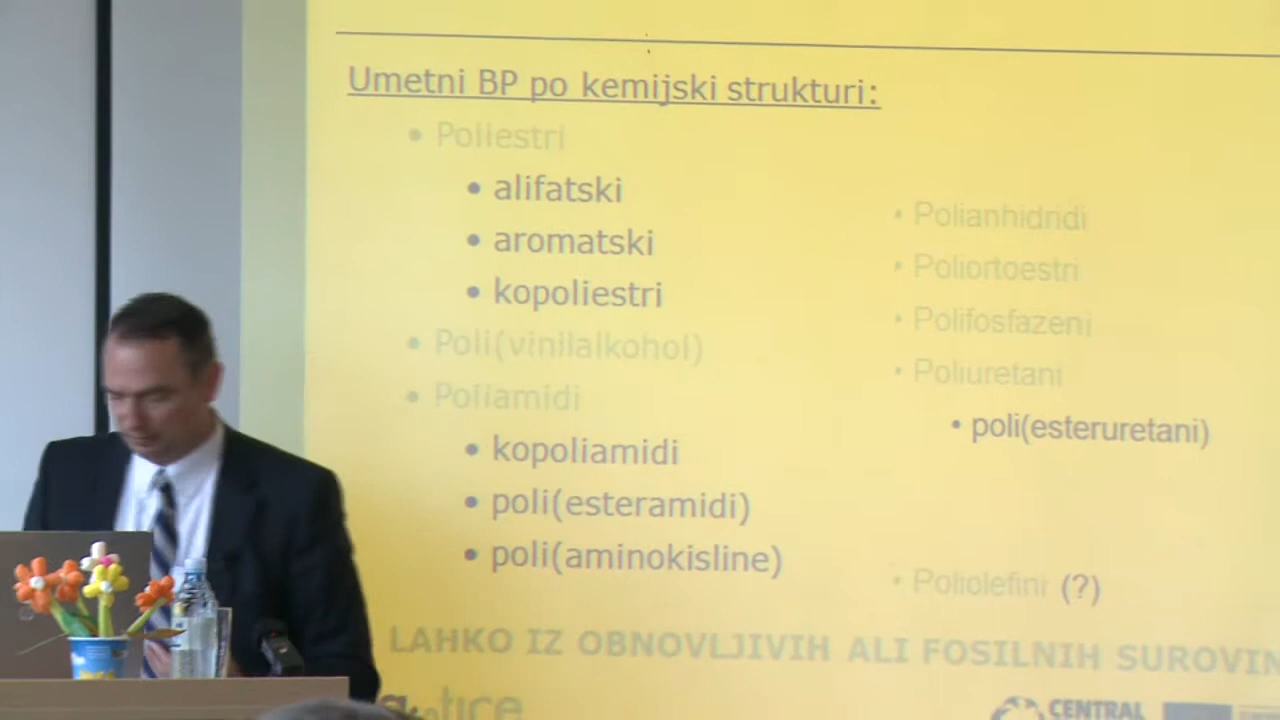 Umetni BP po kemijski strukturi:
• Poliestri
• alifatski
• aromatski
• kopoliestri
• Poli(vinilalkohol)
• Poliamidi
• kopoliamidi
• poli(esteramidi)
• poli(aminokisline)
• Polianhidridi
• Poliortoestri
• Polifosfazeni
• Poliuretani
• poli(esteruretani)
• Poliolefini (?)
LAHKO IZ OBNOVLJIVIH ALI FOSILNIH SUROVIN
CENTRAL